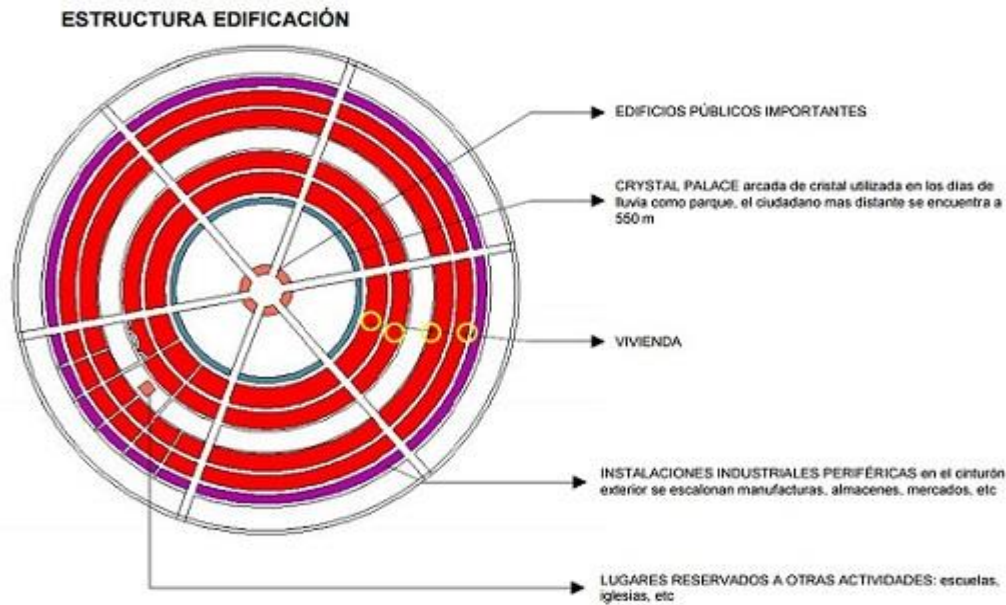 ESTRUCTURA EDIFICACIÓN
EDIFICIOS PÚBLICOS IMPORTANTES
CRYSTAL PALACE arcada de cristal utilizada en los días de
lluvia como parque, el ciudadano mas distante se encuentra a
550 m
VIVIENDA
INSTALACIONES INDUSTRIALES PERIFÉRICAS en el cinturón
exterior se escalonan manufacturas, almacenes, mercados, etc
LUGARES RESERVADOS A OTRAS ACTIVIDADES: escuelas,
iglesias, etc